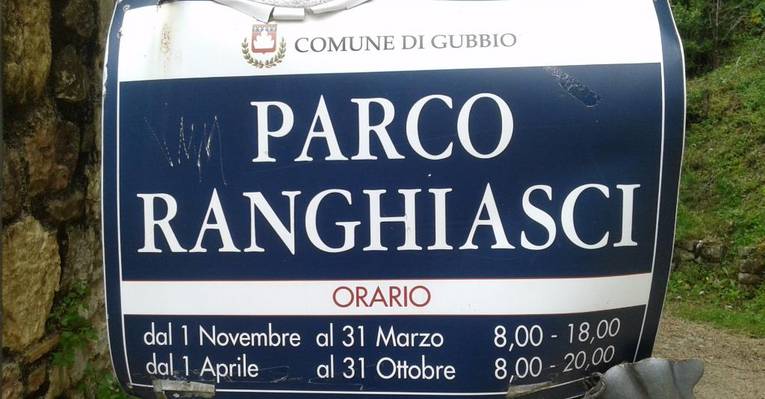 COMUNE DI GUBBIO
PARCO
RANGHIASCI
ORARIO
dal 1 Novembre al 31 Marzo 8,00 - 18,00
dal 1 Aprile al 31 Ottobre 8,00 - 20,00